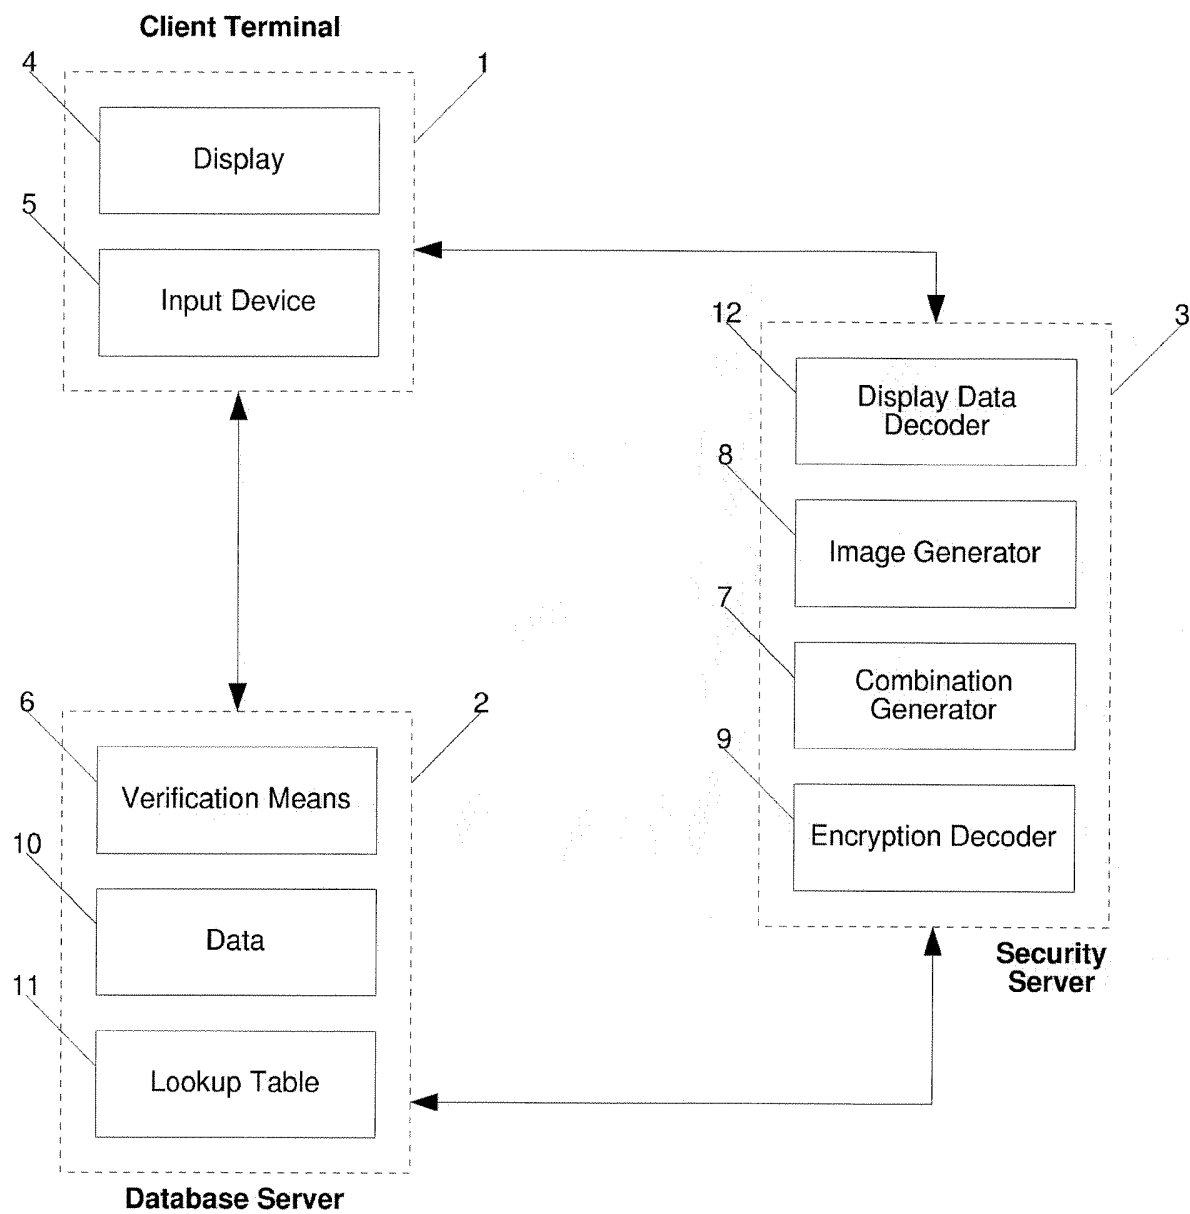 Client Terminal
4
1
Display
5
Input Device
12
3
Display Data
Decoder
8
Image Generator
7
Combination
Generator
9
Encryption Decoder
Security
Server
6
2
Verification Means
10
Data
11
Lookup Table
Database Server